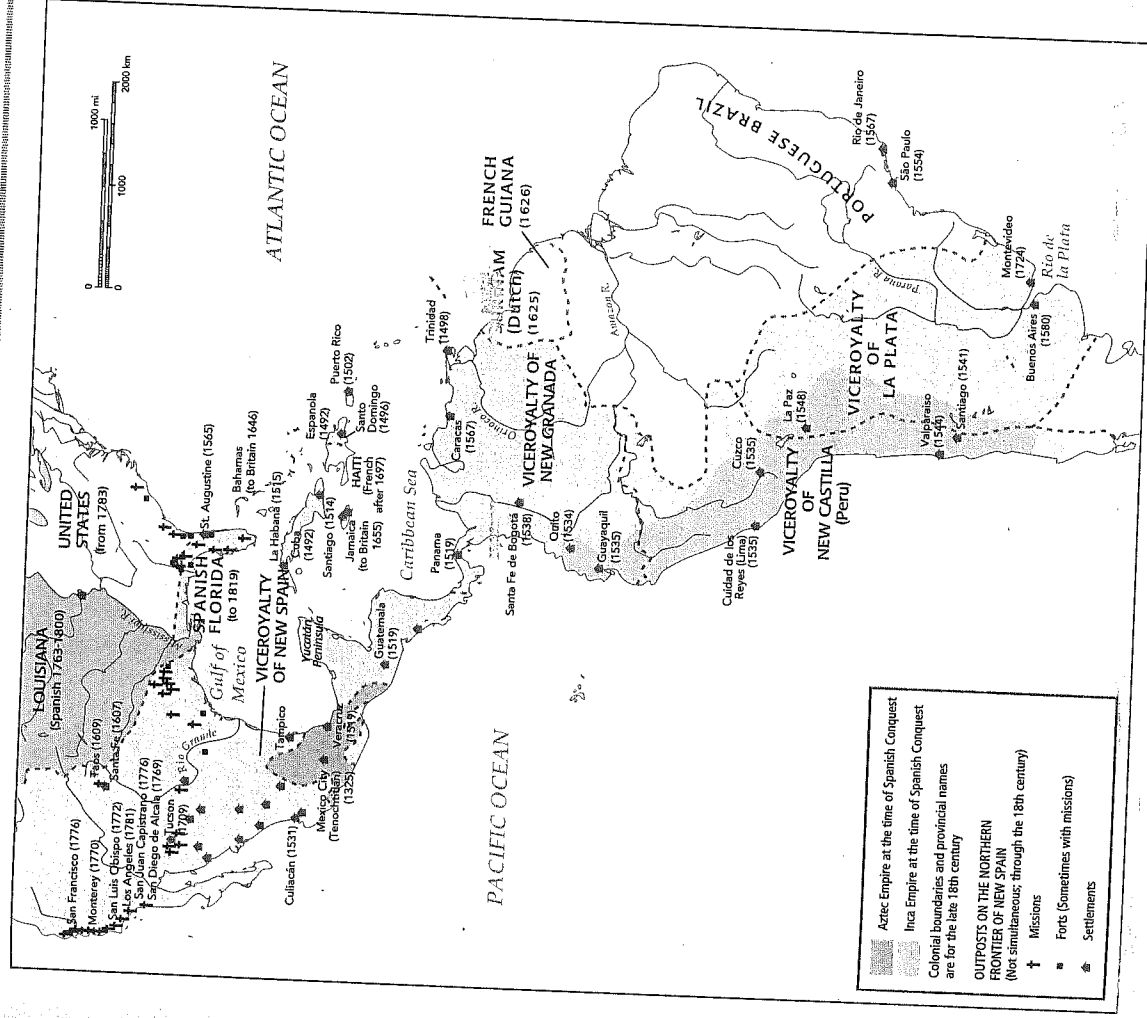 0
1000 mi
0
1000
2000 km
ATLANTIC OCEAN
UNITED
STATES
(from 1783)
LOUISIANA
(Spanish 1763-1800)
Mississippi R.
St. Augustine (1565)
SPANISH
FLORIDA
(to 1819)
Bahamas
(to Britain 1646)
San Francisco (1776)
Monterey (1770)
San Luis Obispo (1772)
Los Angeles (1781)
San Juan Capistrano (1776)
San Diego de Alcala (1769)
Taos (1609)
Santa Fe (1607)
Tucson
(1709)
Rio Grande
Gulf of
Mexico
VICEROYALTY
OF NEW SPAIN
La Habana (1515)
Cuba
(1492)
Santiago (1514)
Jamaica
(to Britain
1655)
HAITI
(French
after 1697)
Espanola
(1492)
Santo
Domingo
(1496)
Puerto Rico
(1502)
Culiacán (1531)
Tampico
Mexico City
(Tenochtitlán)
(1325)
Veracruz
(1519)
Yucatán
Peninsula
Guatemala
(1519)
Caribbean Sea
Panama
(1519)
Trinidad
(1498)
Caracas
(1567)
Orinoco R.
VICEROYALTY OF
NEW GRANADA
(Dutch)
(1625)
FRENCH
GUIANA
(1626)
Santa Fe de Bogotá
(1538)
Quito
(1534)
Guayaquil
(1535)
Amazon R.
PORTUGUESE BRAZIL
PACIFIC OCEAN
Cuidad de los
Reyes (Lima)
(1535)
Cuzco
(1535)
La Paz
(1548)
VICEROYALTY
OF
NEW CASTILLA
(Peru)
VICEROYALTY
OF
LA PLATA
Parana R.
Rio de Janeiro
(1567)
São Paulo
(1554)
Valparaiso
(1544)
Santiago (1541)
Buenos Aires
(1580)
Montevideo
(1724)
Rio de
la Plata
Aztec Empire at the time of Spanish Conquest
Inca Empire at the time of Spanish Conquest
Colonial boundaries and provincial names
are for the late 18th century
OUTPOSTS ON THE NORTHERN
FRONTIER OF NEW SPAIN
(Not simultaneous; through the 18th century)
Missions
Forts (Sometimes with missions)
Settlements